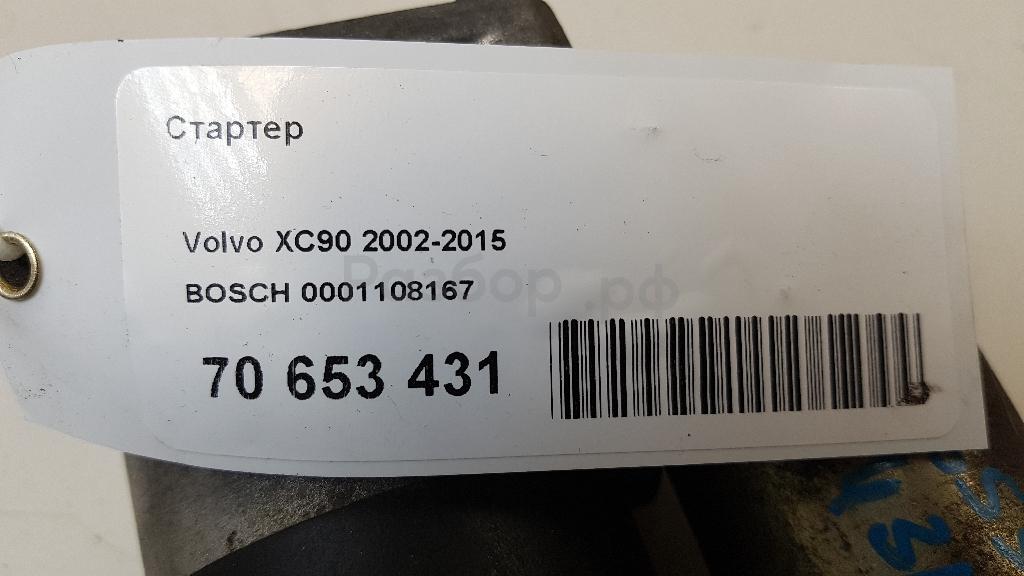 Стартер
Volvo XC90 2002-2015
Разбор.рф
BOSCH 0001108167
70 653 431